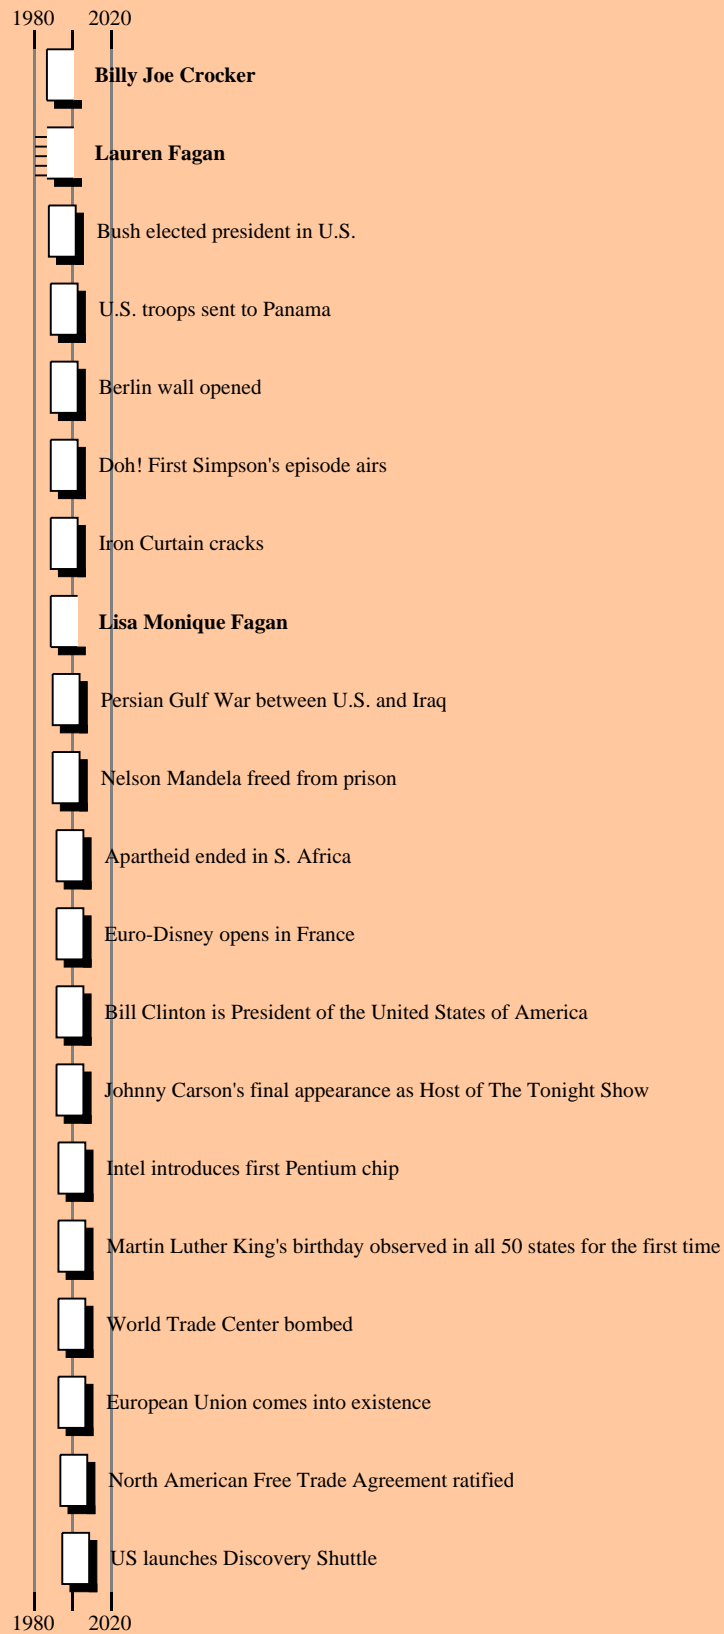 1980 2020
Billy Joe Crocker
Lauren Fagan
Bush elected president in U.S.
U.S. troops sent to Panama
Berlin wall opened
Doh! First Simpson's episode airs
Iron Curtain cracks
Lisa Monique Fagan
Persian Gulf War between U.S. and Iraq
Nelson Mandela freed from prison
Apartheid ended in S. Africa
Euro-Disney opens in France
Bill Clinton is President of the United States of America
Johnny Carson's final appearance as Host of The Tonight Show
Intel introduces first Pentium chip
Martin Luther King's birthday observed in all 50 states for the first time
World Trade Center bombed
European Union comes into existence
North American Free Trade Agreement ratified
US launches Discovery Shuttle
1980 2020